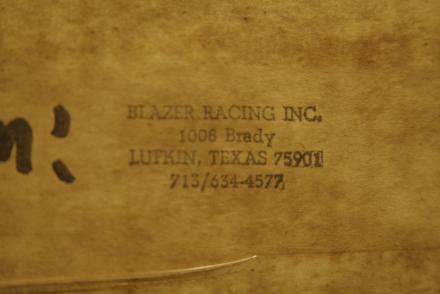 BLAZER RACING INC.
1006 Brady
LUFKIN, TEXAS 75901
713/634-4577